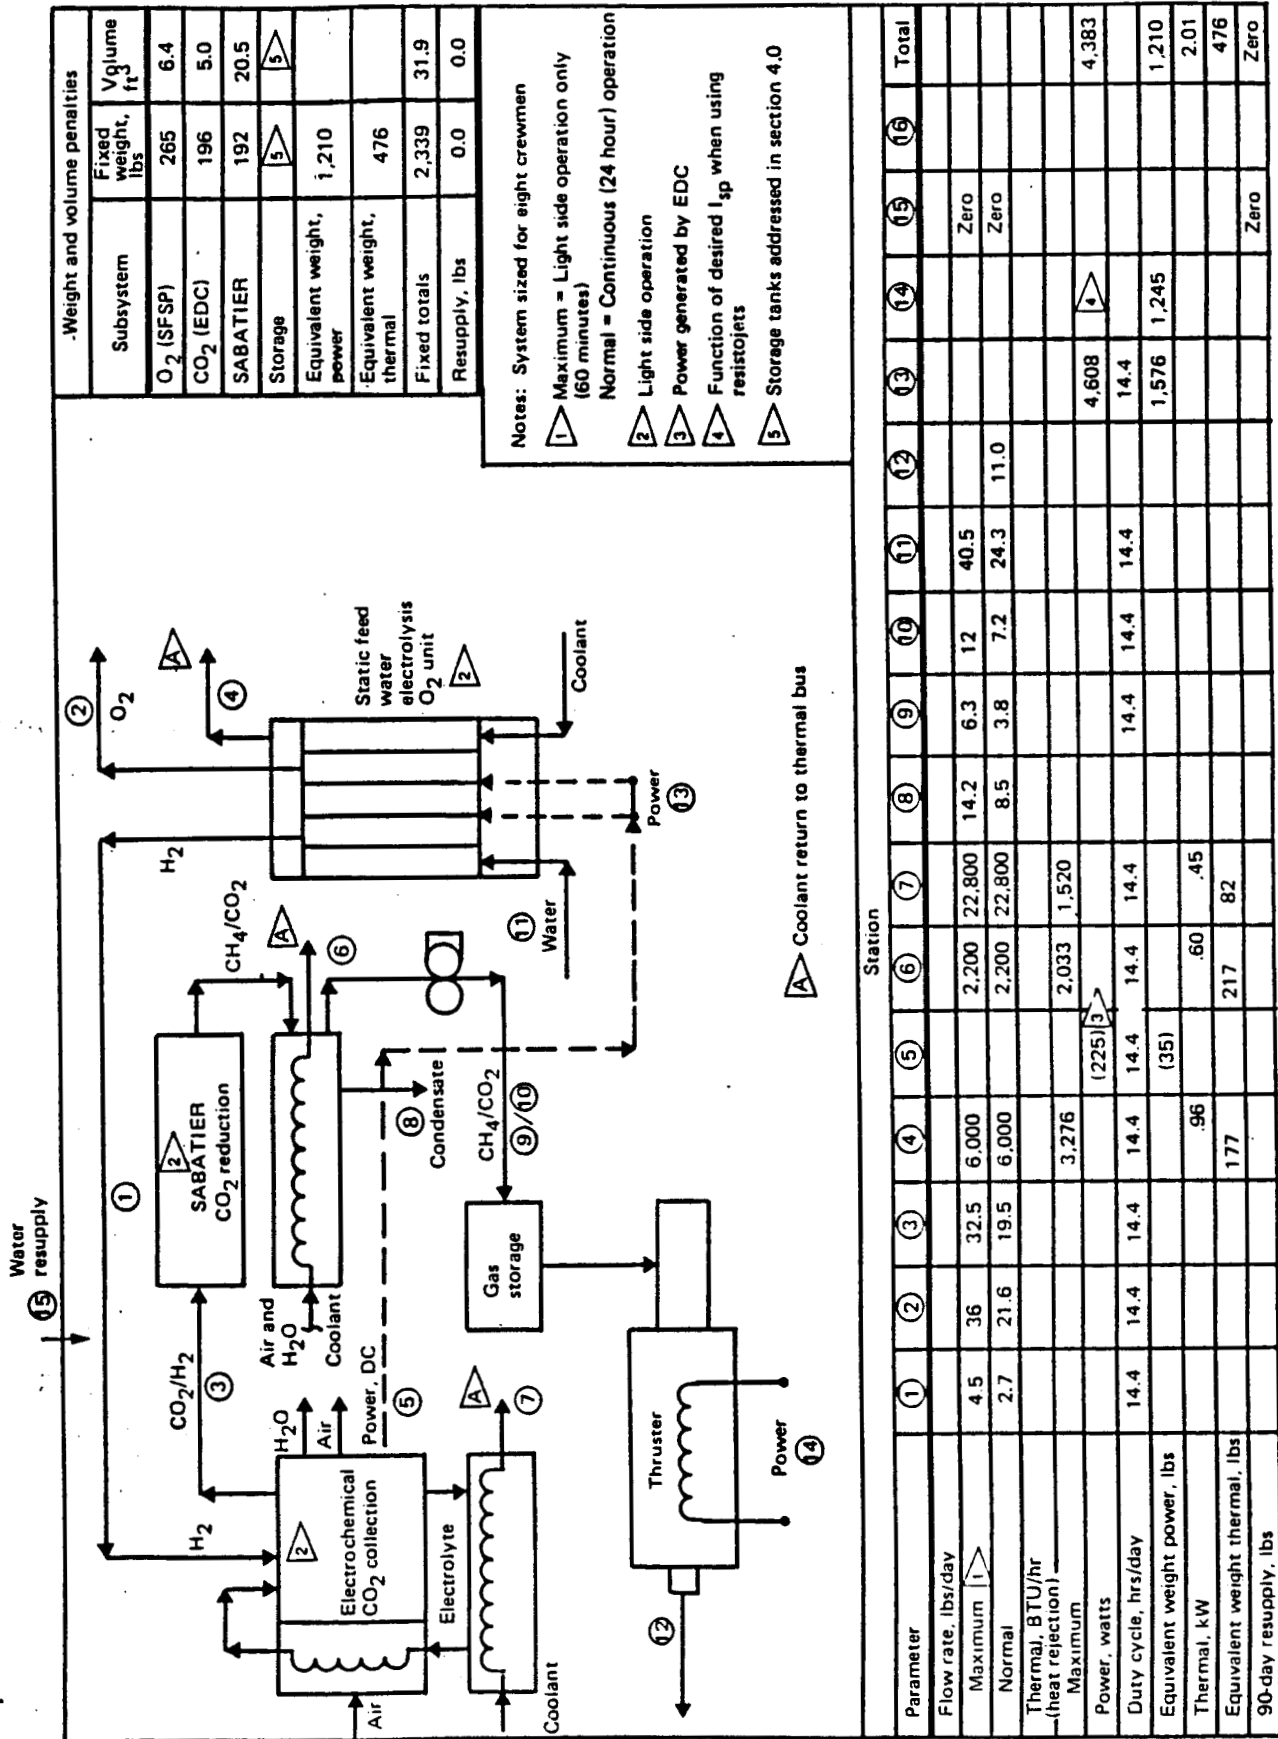 Water
15 resupply
-Weight and volume penalties
Subsystem Fixed weight, lbs Volume ft³
O₂ (SFSP) 265 6.4
CO₂ (EDC) 196 5.0
SABATIER 192 20.5
Storage 5 5
Equivalent weight, power 1,210
Equivalent weight, thermal 476
Fixed totals 2,339 31.9
Resupply, lbs 0.0 0.0
Notes: System sized for eight crewmen
1 Maximum = Light side operation only
(60 minutes)
Normal = Continuous (24 hour) operation
2 Light side operation
3 Power generated by EDC
4 Function of desired Isp when using
resistojets
5 Storage tanks addressed in section 4.0
1
H₂
CO₂/H₂
3
2
SABATIER
CO₂ reduction
CH₄/CO₂
H₂
2
O₂
A
4
2
Electrochemical
CO₂ collection
H₂O
Air
Power, DC
5
Air and
H₂O
Coolant
A
6
Static feed
water
electrolysis
O₂ unit
2
Air
Electrolyte
A
7
Coolant
8
Condensate
CH₄/CO₂
9/10
Gas
storage
11
Water
Coolant
Power
13
Thruster
12
Power
14
A Coolant return to thermal bus
Station
Parameter 1 2 3 4 5 6 7 8 9 10 11 12 13 14 15 16 Total
Flow rate, lbs/day
Maximum 1 4.5 36 32.5 6,000 2,200 22,800 14.2 6.3 12 40.5 Zero
Normal 2.7 21.6 19.5 6,000 2,200 22,800 8.5 3.8 7.2 24.3 11.0 Zero
Thermal, BTU/hr
(heat rejection)
Maximum 3,276 2,033 1,520
Power, watts (225) 3 4,608 4 4,383
Duty cycle, hrs/day 14.4 14.4 14.4 14.4 14.4 14.4 14.4 14.4 14.4 14.4 14.4
Equivalent weight power, lbs (35) 1,576 1,245 1,210
Thermal, kW .96 .60 .45 2.01
Equivalent weight thermal, lbs 177 217 82 476
90-day resupply, lbs Zero Zero